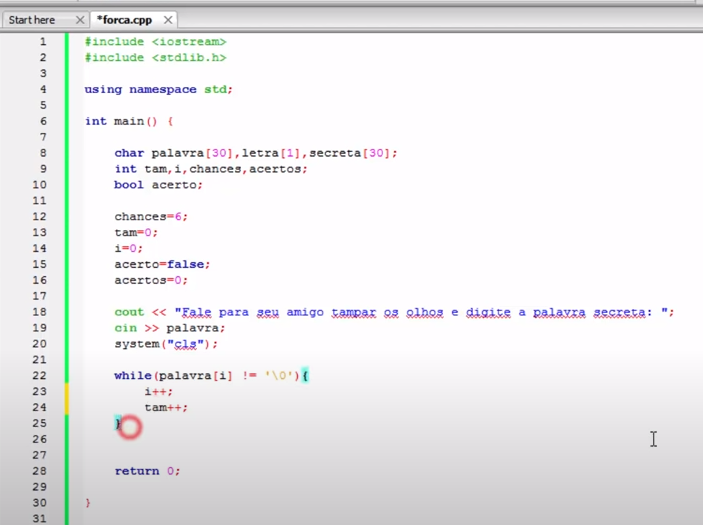 Start here × *forca.cpp ×
1 #include <iostream>
2 #include <stdlib.h>
3
4 using namespace std;
5
6 int main() {
7
8 char palavra[30],letra[1],secreta[30];
9 int tam,i,chances,acertos;
10 bool acerto;
11
12 chances=6;
13 tam=0;
14 i=0;
15 acerto=false;
16 acertos=0;
17
18 cout << "Fale para seu amigo tampar os olhos e digite a palavra secreta: ";
19 cin >> palavra;
20 system("cls");
21
22 while(palavra[i] != '\0'){
23 i++;
24 tam++;
25 }
26
27
28 return 0;
29
30 }
31